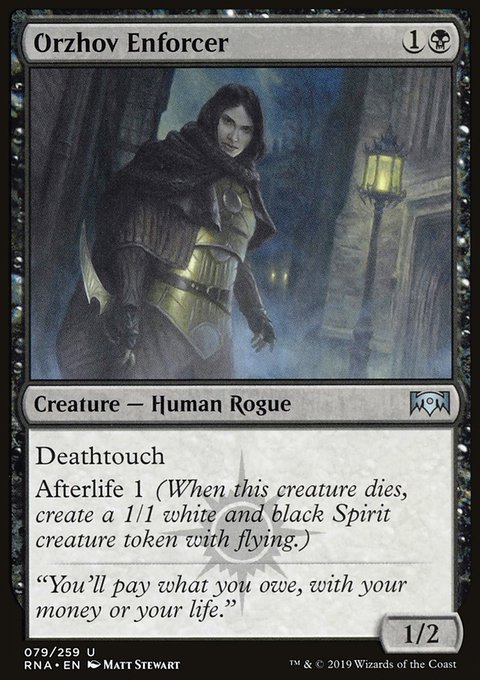 Orzhov Enforcer 1
Creature — Human Rogue
Deathtouch
Afterlife 1 (When this creature dies,
create a 1/1 white and black Spirit
creature token with flying.)
“You’ll pay what you owe, with your
money or your life.”
1/2
079/259 U
RNA • EN Matt Stewart
™ & © 2019 Wizards of the Coast